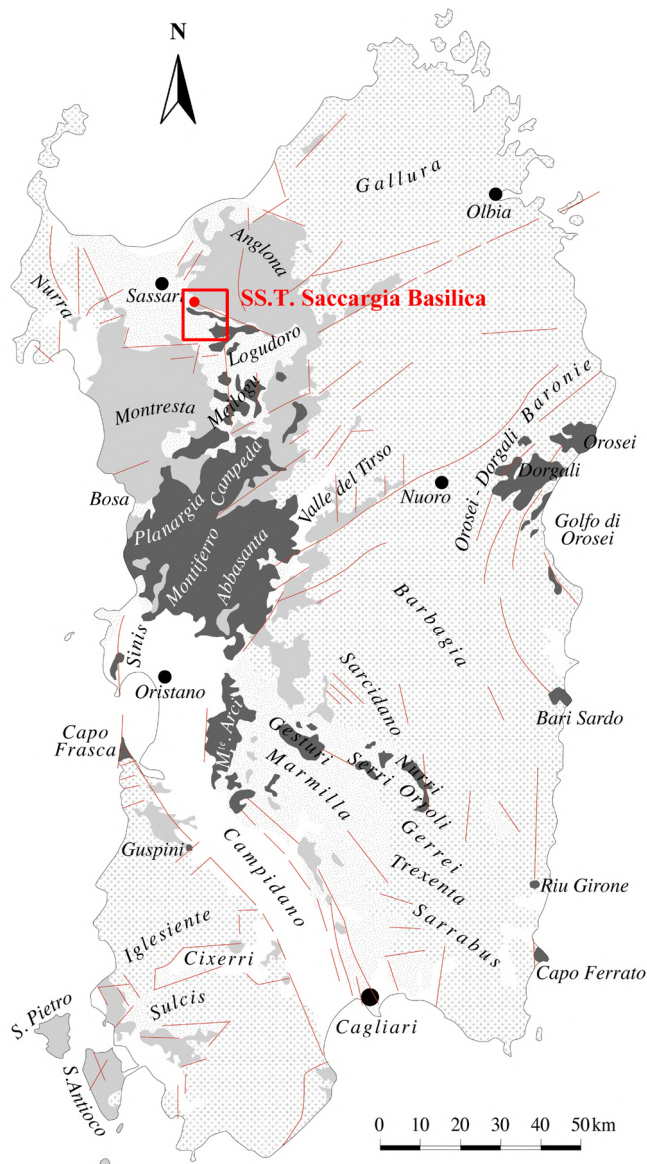 N
Gallura
Olbia
Anglona
Nurra
Sassari
SS.T. Saccargia Basilica
Logudoro
Meilogu
Montresta
Baronie
Orosei
Dorgali
Orosei - Dorgali
Campeda
Valle del Tirso
Nuoro
Bosa
Planargia
Golfo di
Orosei
Montiferro
Abbasanta
Barbagia
Sinis
Oristano
Sarcidano
Bari Sardo
Capo
Frasca
Mte. Arci
Gesturi
Nurri
Serri
Orroli
Marmilla
Gerrei
Guspini
Campidano
Trexenta
Riu Girone
Iglesiente
Sarrabus
Cixerri
Capo Ferrato
Sulcis
S. Pietro
Cagliari
S.Antioco
0 10 20 30 40 50km